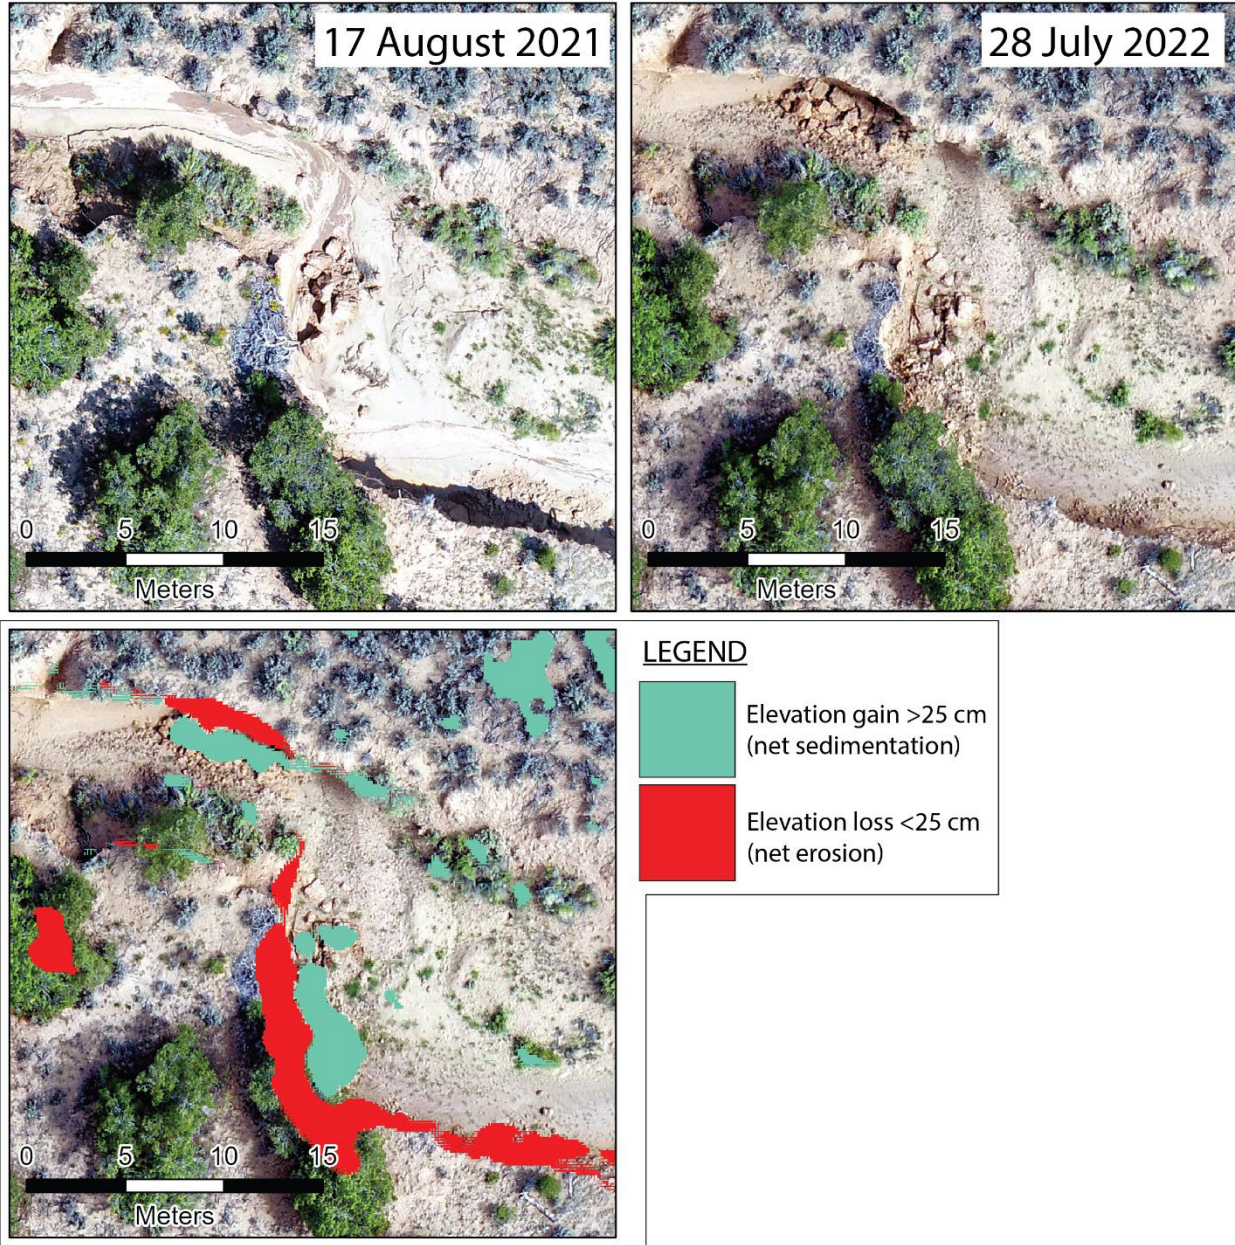 17 August 2021
28 July 2022
0 5 10 15
Meters
0 5 10 15
Meters
LEGEND
Elevation gain >25 cm
(net sedimentation)
Elevation loss <25 cm
(net erosion)
0 5 10 15
Meters